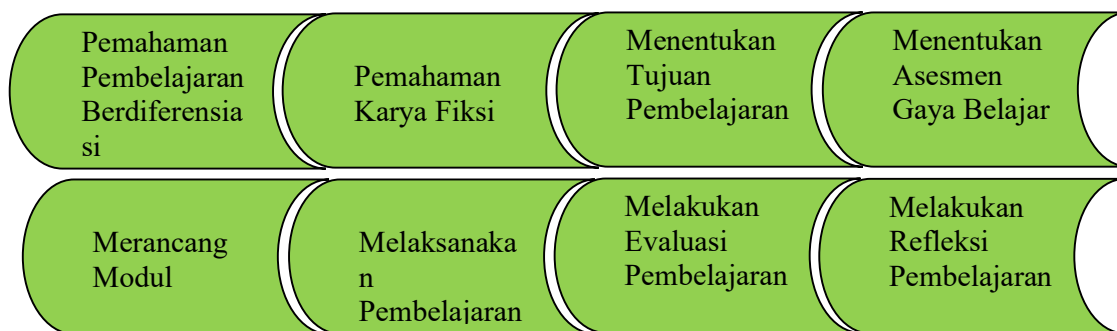 Pemahaman
Pembelajaran
Berdiferensia
si
Pemahaman
Karya Fiksi
Menentukan
Tujuan
Pembelajaran
Menentukan
Asesmen
Gaya Belajar
Merancang
Modul
Melaksanaka
n
Pembelajaran
Melakukan
Evaluasi
Pembelajaran
Melakukan
Refleksi
Pembelajaran